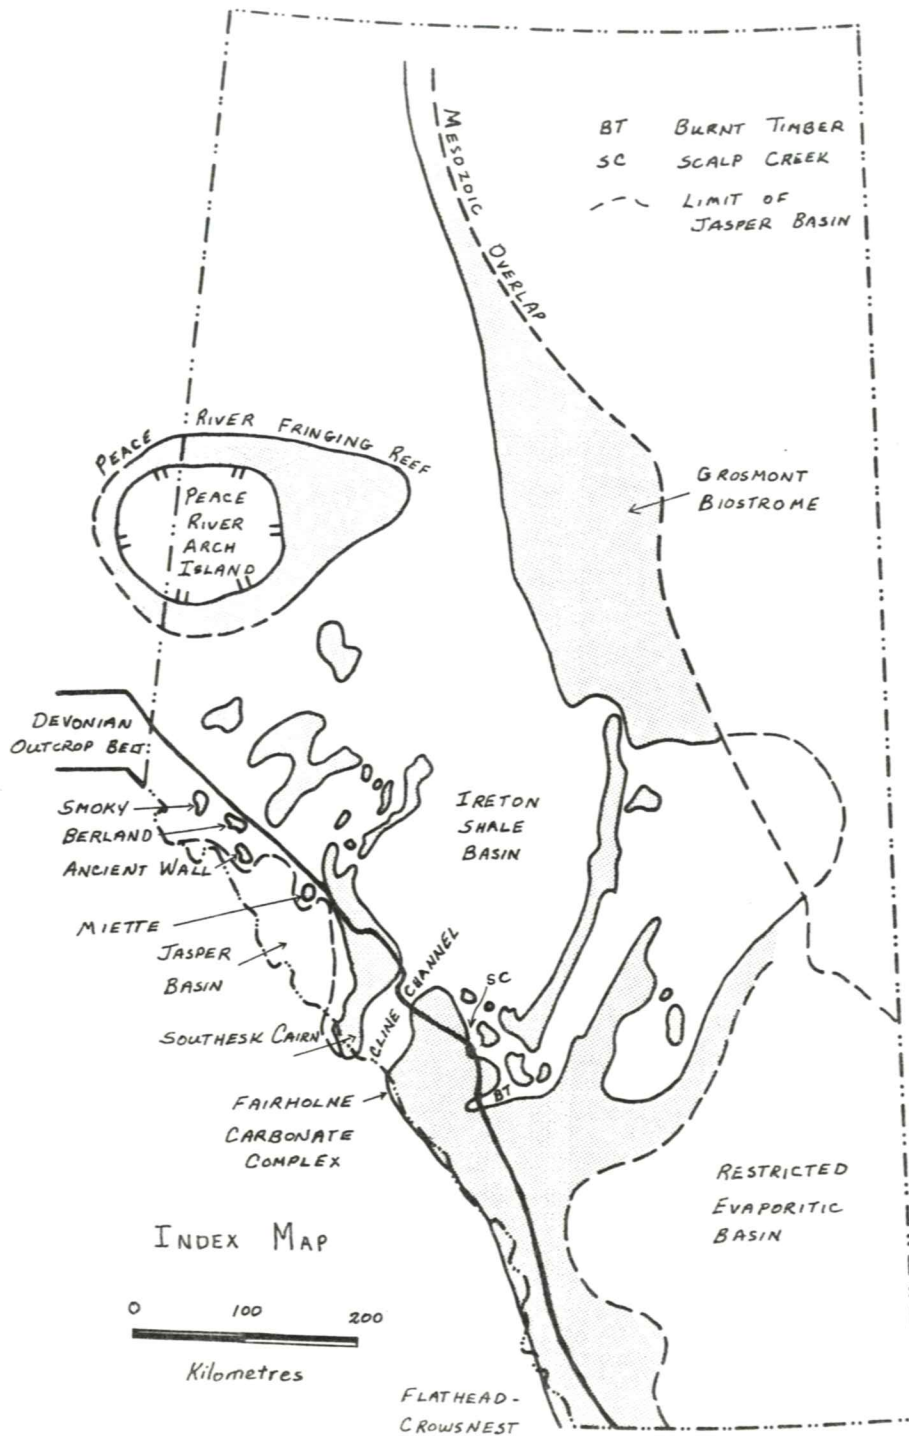 BT BURNT TIMBER
SC SCALP CREEK
LIMIT OF
JASPER BASIN
MESOZOIC OVERLAP
PEACE RIVER FRINGING REEF
PEACE
RIVER
ARCH
ISLAND
GROSMONT
BIOSTROME
DEVONIAN
OUTCROP BELT
SMOKY
BERLAND
ANCIENT WALL
MIETTE
JASPER
BASIN
IRETON
SHALE
BASIN
CLINE CHANNEL
SC
SOUTHESK CAIRN
BT
FAIRHOLNE
CARBONATE
COMPLEX
RESTRICTED
EVAPORITIC
BASIN
INDEX MAP
0 100 200
Kilometres
FLATHEAD-
CROWSNEST